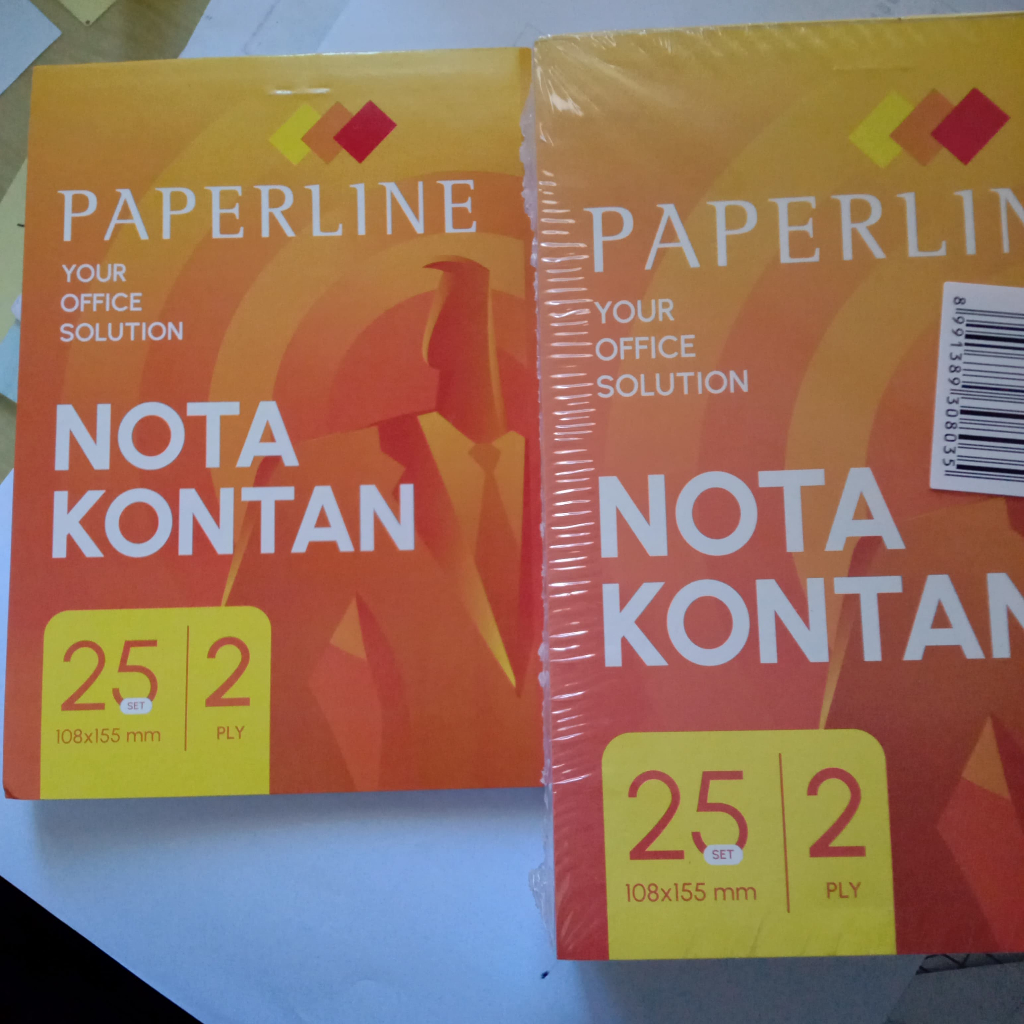 PAPERLINE
YOUR
OFFICE
SOLUTION
NOTA
KONTAN
25 SET
108x155 mm
2
PLY
PAPERLIN
YOUR
OFFICE
SOLUTION
8991389308035
NOTA
KONTAN
25 SET
108x155 mm
2
PLY